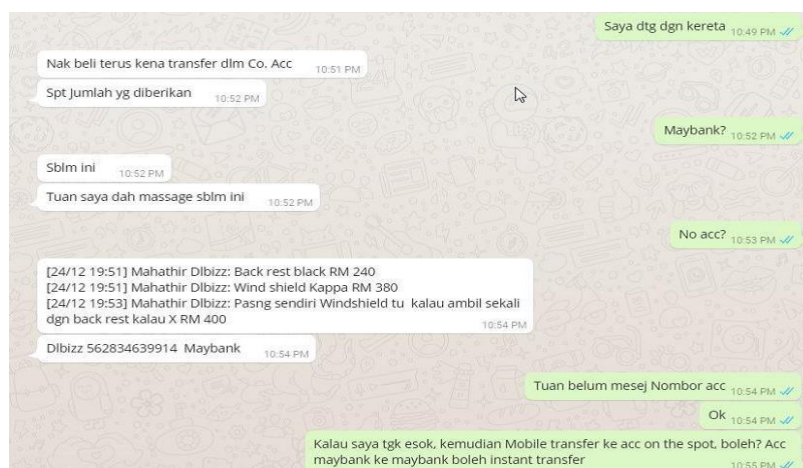 Saya dtg dgn kereta 10:49 PM
Nak beli terus kena transfer dlm Co. Acc 10:51 PM
Spt Jumlah yg diberikan 10:52 PM
Maybank? 10:52 PM
Sblm ini 10:52 PM
Tuan saya dah massage sblm ini 10:52 PM
No acc? 10:53 PM
[24/12 19:51] Mahathir Dlbizz: Back rest black RM 240
[24/12 19:51] Mahathir Dlbizz: Wind shield Kappa RM 380
[24/12 19:53] Mahathir Dlbizz: Pasng sendiri Windshield tu kalau ambil sekali
dgn back rest kalau X RM 400 10:54 PM
Dlbizz 562834639914 Maybank 10:54 PM
Tuan belum mesej Nombor acc 10:54 PM
Ok 10:54 PM
Kalau saya tgk esok, kemudian Mobile transfer ke acc on the spot, boleh? Acc
maybank ke maybank boleh instant transfer 10:55 PM